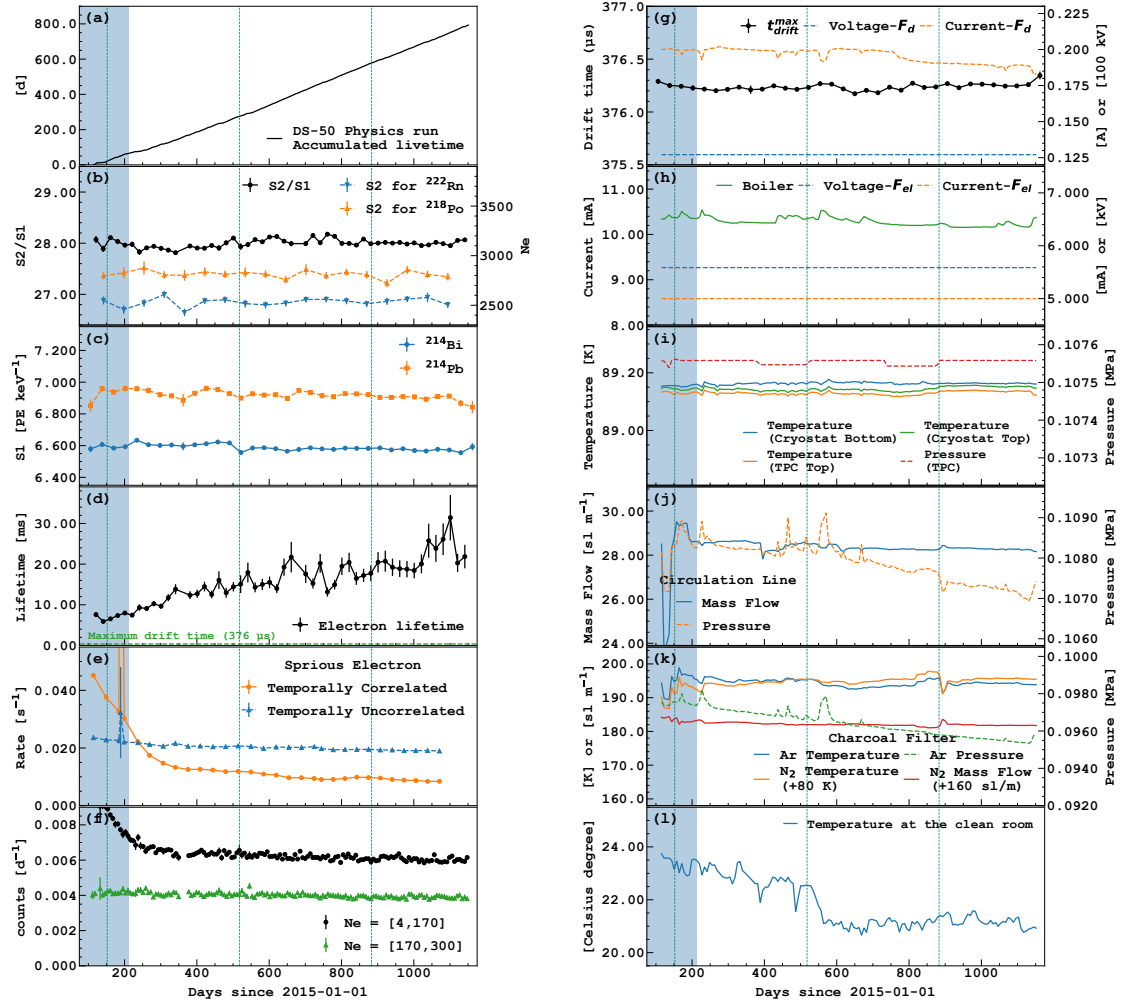 (a)
800.0
600.0
400.0
200.0
0.0
[d]
DS-50 Physics run
Accumulated livetime
0
200
400
600
800
1000
(b)
S2/S1
S2 for ²²²Rn
S2 for ²¹⁸Po
29.00
28.00
27.00
S2/S1
3500
3000
2500
Ne
(c)
²¹⁴Bi
²¹⁴Pb
7.200
7.000
6.800
6.600
6.400
S1 [PE keV⁻¹]
(d)
30.00
20.00
10.00
0.00
Lifetime [ms]
Electron lifetime
Maximum drift time (376 µs)
(e)
Sprious Electron
Temporally Correlated
Temporally Uncorrelated
0.040
0.020
0.000
Rate [s⁻¹]
(f)
0.008
0.006
0.004
0.002
0.000
counts [d⁻¹]
Ne = [4,170]
Ne = [170,300]
200
400
600
800
1000
Days since 2015-01-01
(g)
t_drift^max
Voltage-F_d
Current-F_d
377.0
376.5
376.0
375.5
Drift time (µs)
0.225
0.200
0.175
0.150
0.125
[A] or [100 kV]
0
200
400
600
800
1000
(h)
Boiler
Voltage-F_el
Current-F_el
11.00
10.00
9.00
8.00
Current [mA]
7.000
6.000
5.000
[mA] or [kV]
(i)
89.20
89.00
Temperature [K]
0.1076
0.1075
0.1074
0.1073
Pressure [MPa]
Temperature
(Cryostat Bottom)
Temperature
(Cryostat Top)
Temperature
(TPC Top)
Pressure
(TPC)
(j)
30.00
28.00
26.00
24.00
Mass Flow [sl m⁻¹]
0.1090
0.1080
0.1070
0.1060
Pressure [MPa]
Circulation Line
Mass Flow
Pressure
(k)
200.0
190.0
180.0
170.0
160.0
[K] or [sl m⁻¹]
0.1000
0.0980
0.0960
0.0940
0.0920
Pressure [MPa]
Charcoal Filter
Ar Temperature
Ar Pressure
N₂ Temperature
(+80 K)
N₂ Mass Flow
(+160 sl/m)
(l)
Temperature at the clean room
24.00
22.00
20.00
[Celsius degree]
200
400
600
800
1000
Days since 2015-01-01